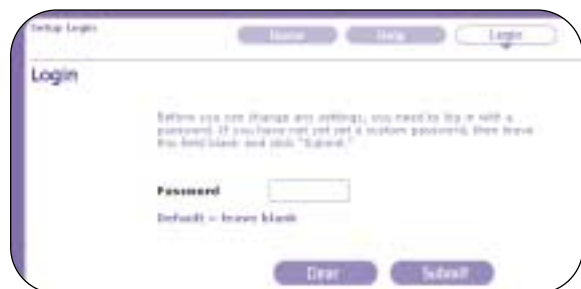 Setup Login
Home Help Login
Login
Before you can change any settings, you need to log in with a
password. If you have not yet set a custom password, then leave
this field blank and click "Submit."
Password
Default = leave blank
Clear Submit